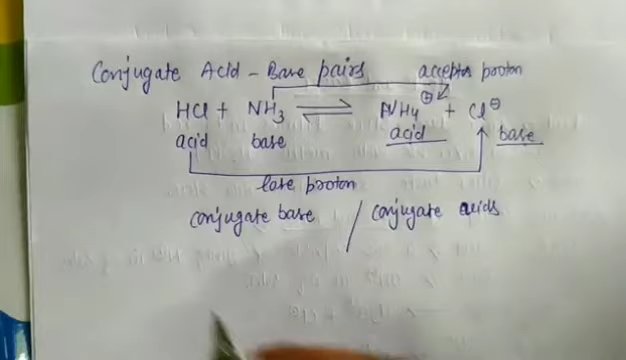 Conjugate Acid - Base pairs accepts proton
HCl + NH3 ⇌ NH4⊕ + Cl⊖
acid base acid base
lose proton
conjugate base / conjugate acids